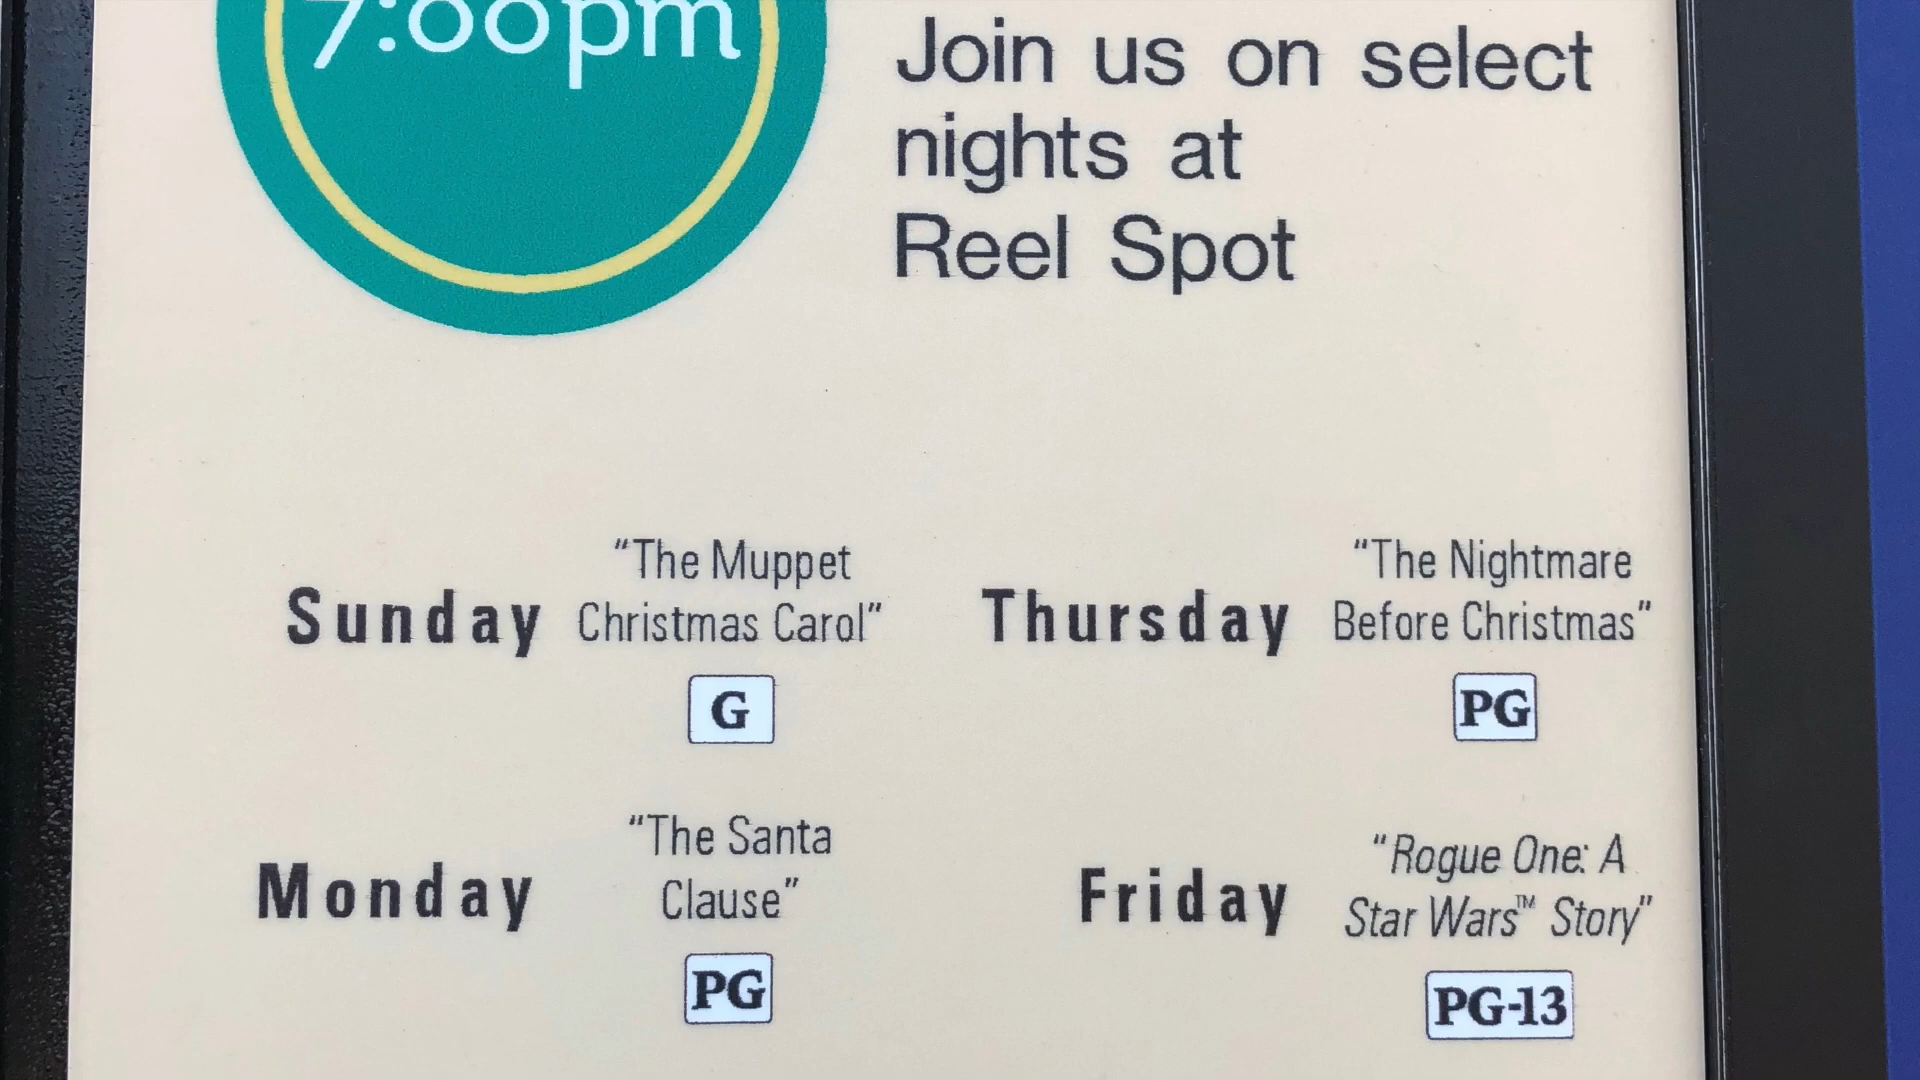 7:00pm
Join us on select
nights at
Reel Spot
Sunday
“The Muppet
Christmas Carol”
G
Thursday
“The Nightmare
Before Christmas”
PG
Monday
“The Santa
Clause”
PG
Friday
“Rogue One: A
Star Wars™ Story”
PG-13